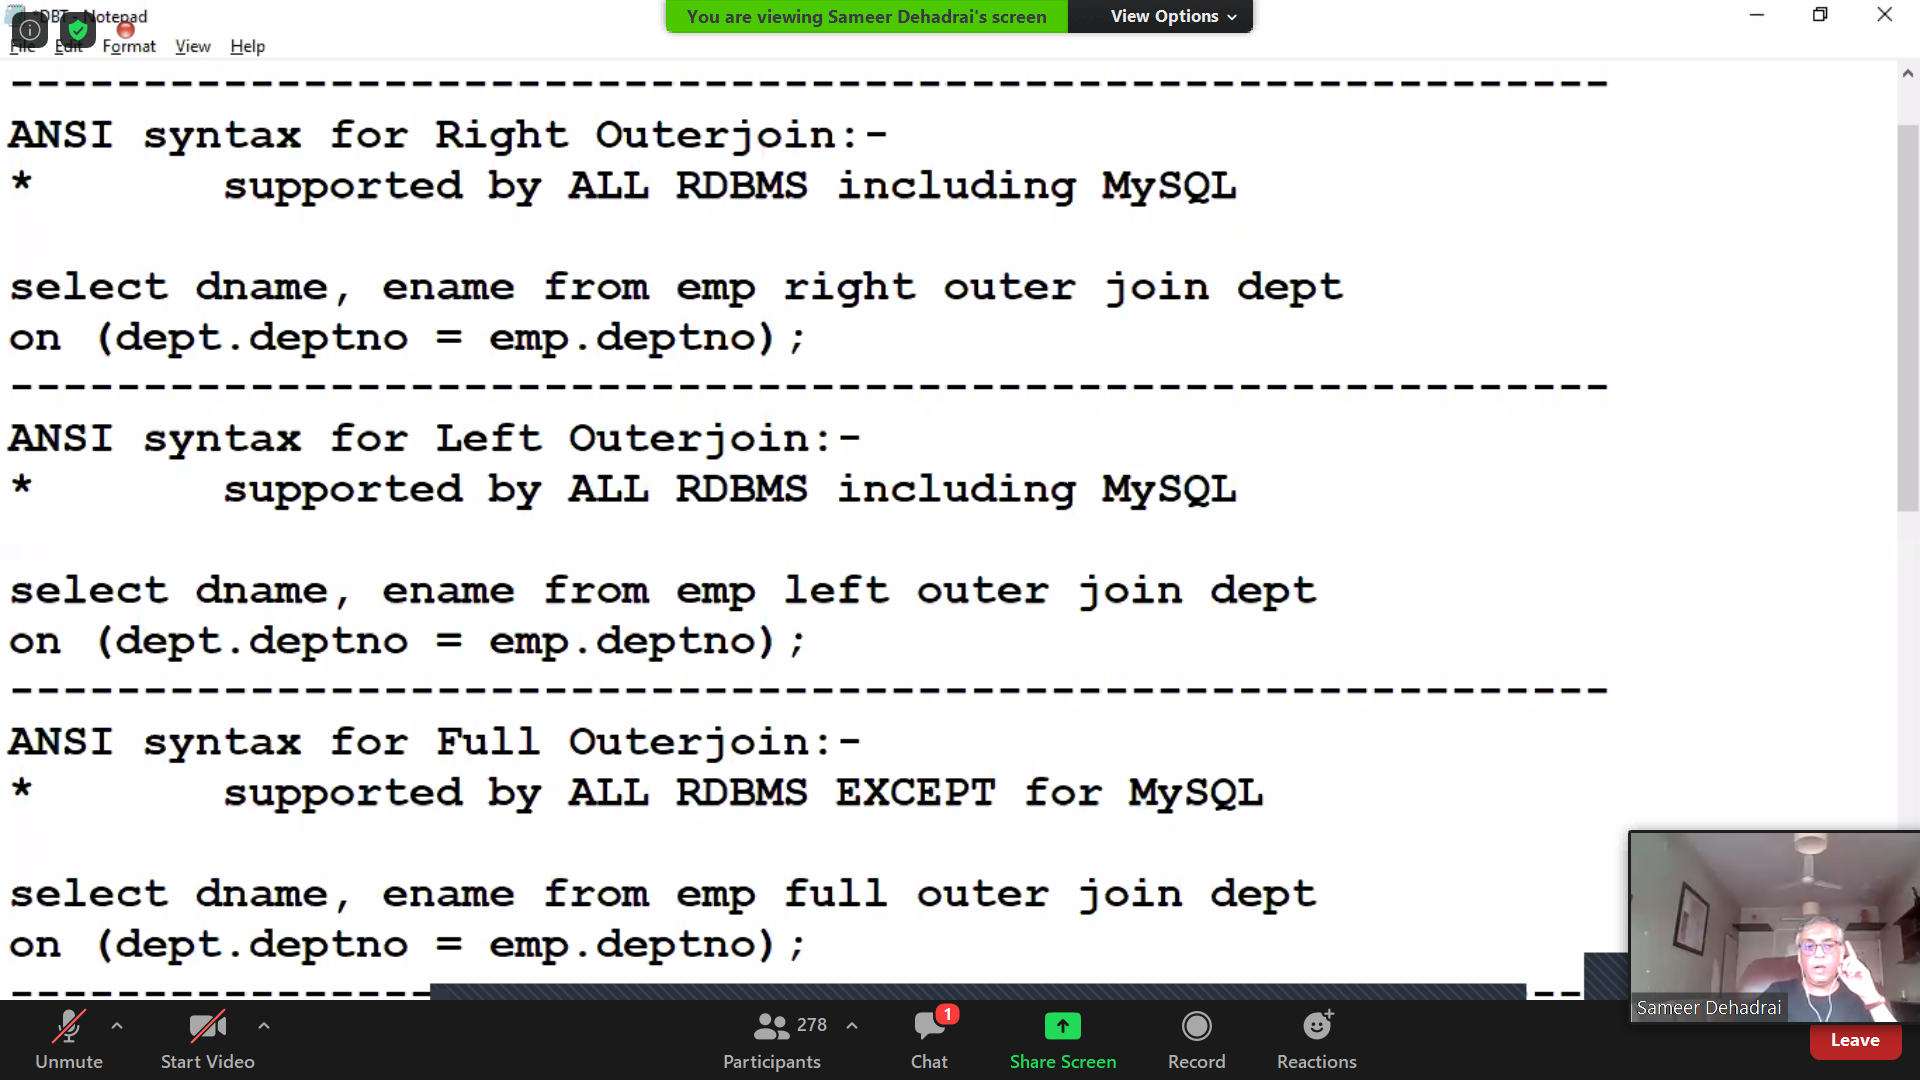 *DBT - Notepad
You are viewing Sameer Dehadrai's screen
View Options
File Edit Format View Help
------------------------------------------------------------
ANSI syntax for Right Outerjoin:-
* supported by ALL RDBMS including MySQL
select dname, ename from emp right outer join dept
on (dept.deptno = emp.deptno);
------------------------------------------------------------
ANSI syntax for Left Outerjoin:-
* supported by ALL RDBMS including MySQL
select dname, ename from emp left outer join dept
on (dept.deptno = emp.deptno);
------------------------------------------------------------
ANSI syntax for Full Outerjoin:-
* supported by ALL RDBMS EXCEPT for MySQL
select dname, ename from emp full outer join dept
on (dept.deptno = emp.deptno);
------------------
Sameer Dehadrai
278
1
Unmute
Start Video
Participants
Chat
Share Screen
Record
Reactions
Leave